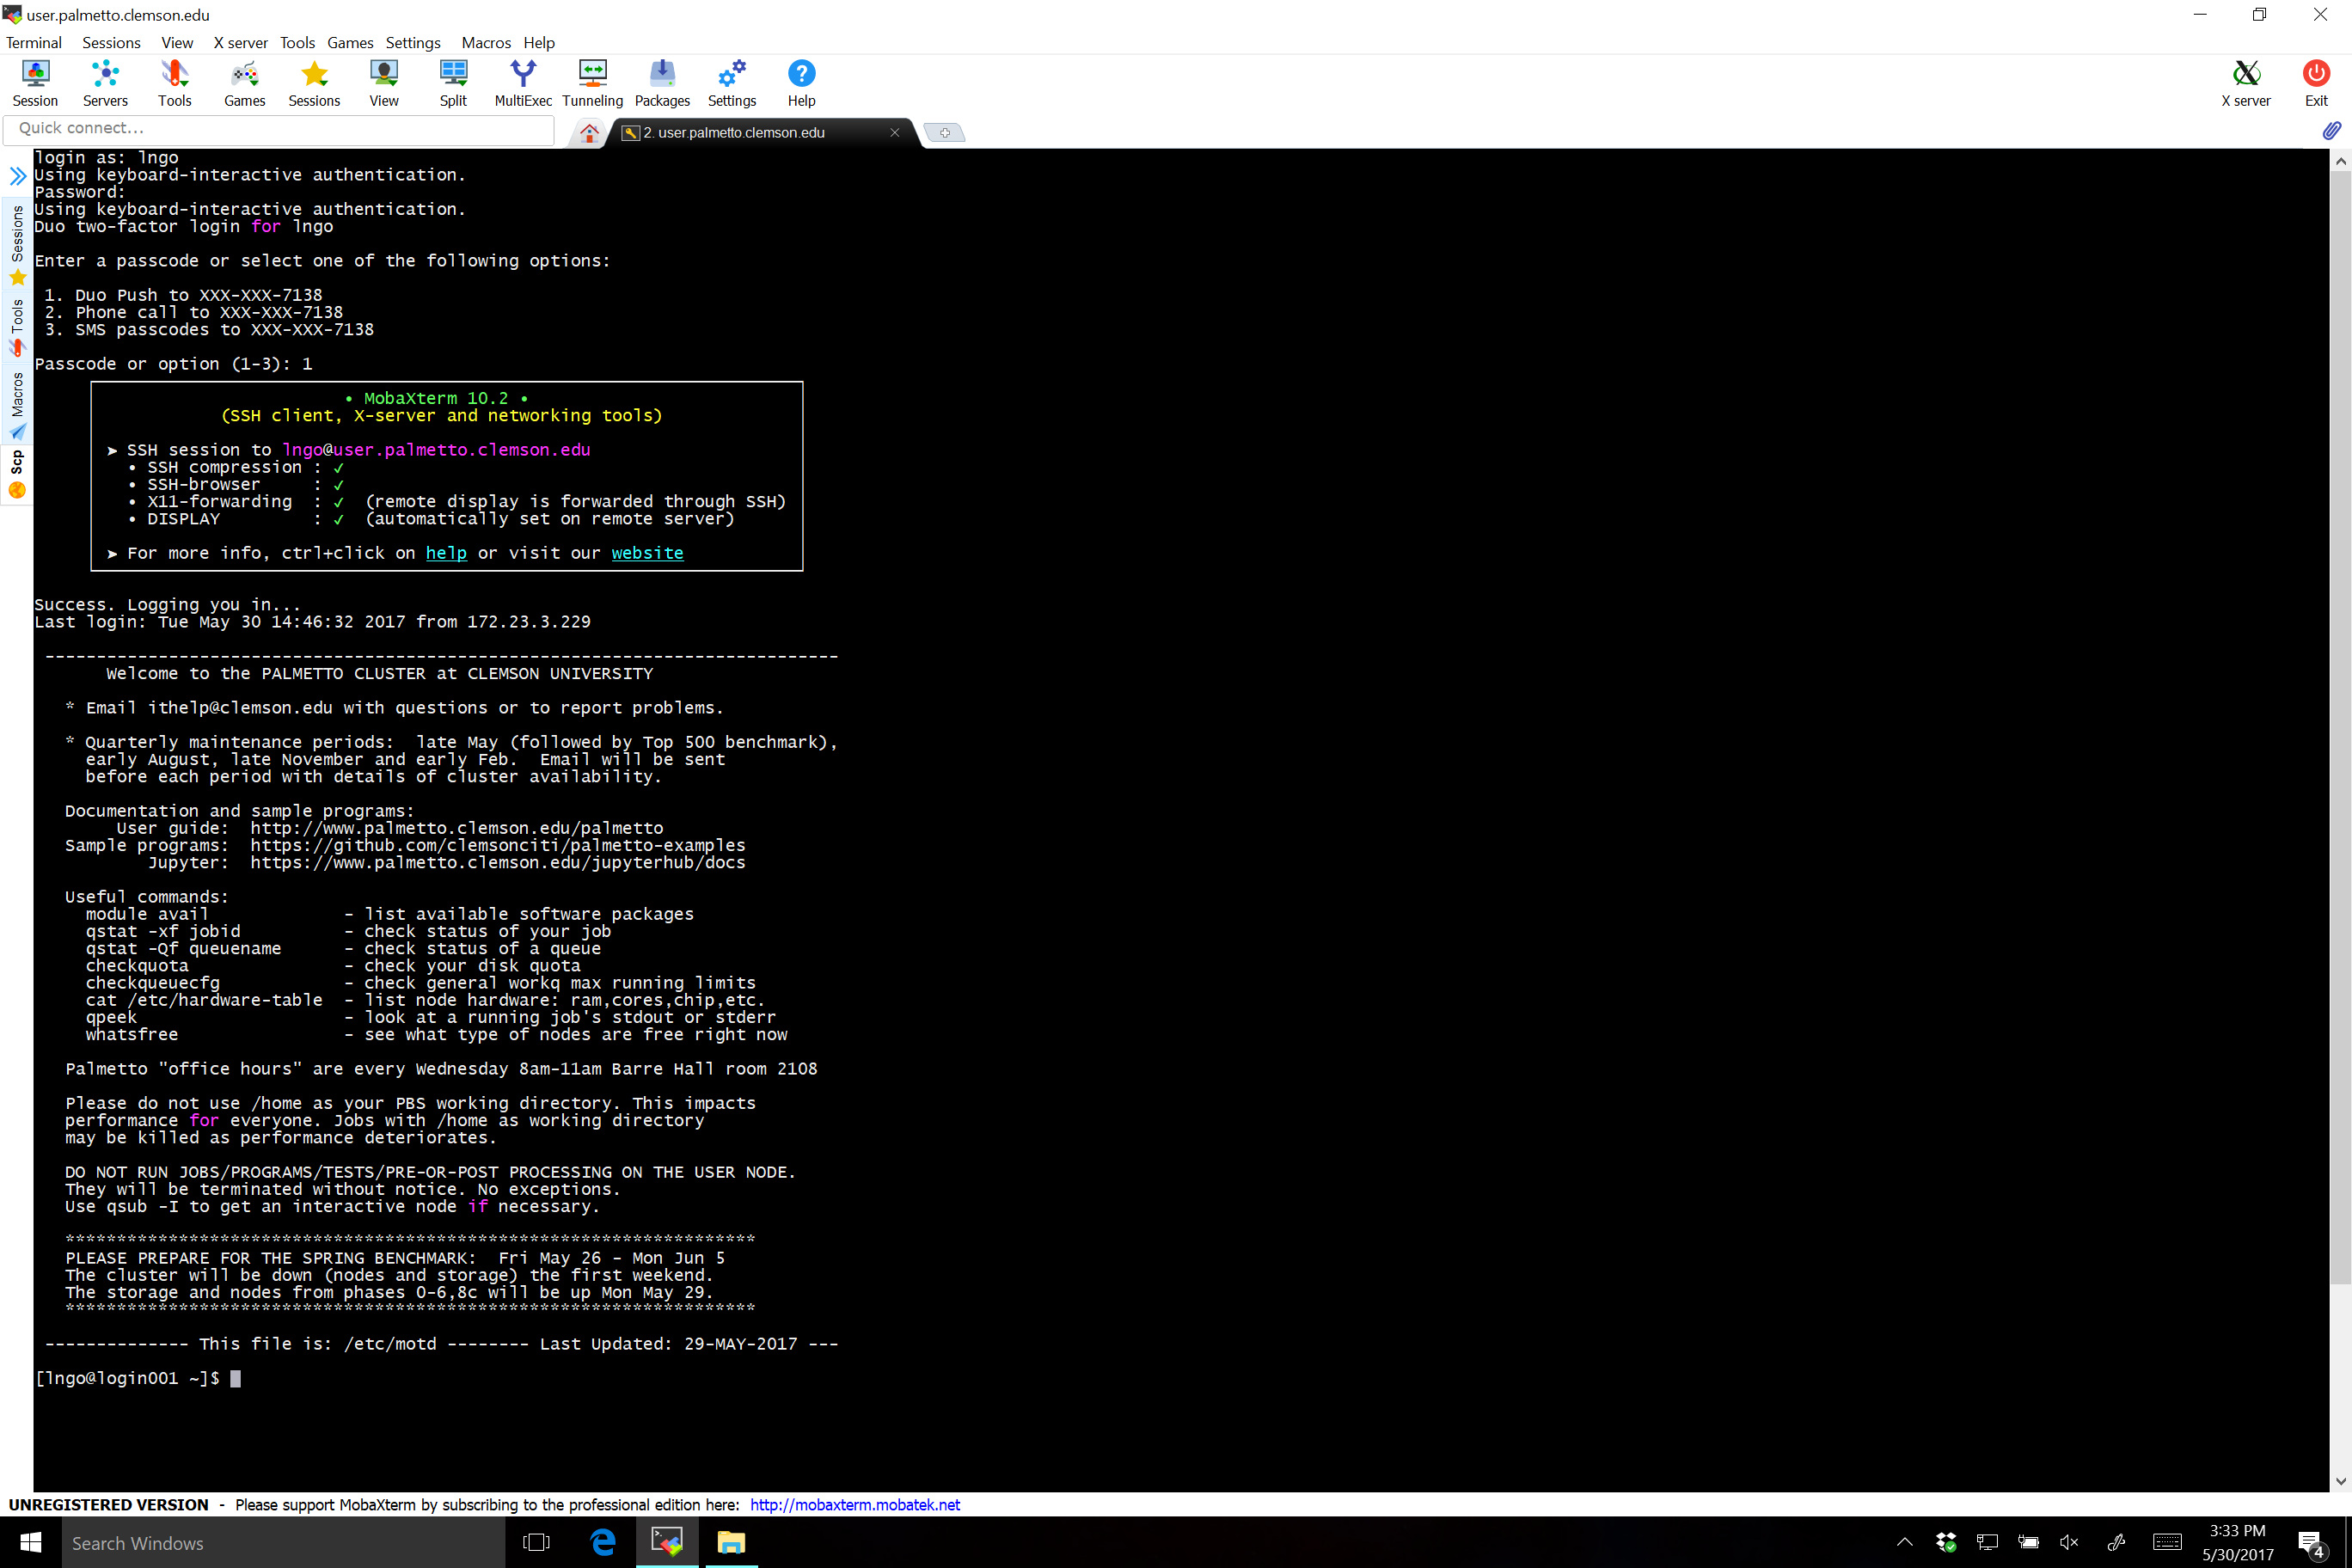 user.palmetto.clemson.edu
Terminal Sessions View X server Tools Games Settings Macros Help
Session Servers Tools Games Sessions View Split MultiExec Tunneling Packages Settings Help X server Exit
Quick connect...
2. user.palmetto.clemson.edu
Sessions
Tools
Macros
Scp
login as: lngo
Using keyboard-interactive authentication.
Password:
Using keyboard-interactive authentication.
Duo two-factor login for lngo
Enter a passcode or select one of the following options:
1. Duo Push to XXX-XXX-7138
2. Phone call to XXX-XXX-7138
3. SMS passcodes to XXX-XXX-7138
Passcode or option (1-3): 1
• MobaXterm 10.2 •
(SSH client, X-server and networking tools)
➤ SSH session to lngo@user.palmetto.clemson.edu
• SSH compression : ✓
• SSH-browser : ✓
• X11-forwarding : ✓ (remote display is forwarded through SSH)
• DISPLAY : ✓ (automatically set on remote server)
➤ For more info, ctrl+click on help or visit our website
Success. Logging you in...
Last login: Tue May 30 14:46:32 2017 from 172.23.3.229
-----------------------------------------------------------------------------
Welcome to the PALMETTO CLUSTER at CLEMSON UNIVERSITY
* Email ithelp@clemson.edu with questions or to report problems.
* Quarterly maintenance periods: late May (followed by Top 500 benchmark),
early August, late November and early Feb. Email will be sent
before each period with details of cluster availability.
Documentation and sample programs:
User guide: http://www.palmetto.clemson.edu/palmetto
Sample programs: https://github.com/clemsonciti/palmetto-examples
Jupyter: https://www.palmetto.clemson.edu/jupyterhub/docs
Useful commands:
module avail - list available software packages
qstat -xf jobid - check status of your job
qstat -Qf queuename - check status of a queue
checkquota - check your disk quota
checkqueuecfg - check general workq max running limits
cat /etc/hardware-table - list node hardware: ram,cores,chip,etc.
qpeek - look at a running job's stdout or stderr
whatsfree - see what type of nodes are free right now
Palmetto "office hours" are every Wednesday 8am-11am Barre Hall room 2108
Please do not use /home as your PBS working directory. This impacts
performance for everyone. Jobs with /home as working directory
may be killed as performance deteriorates.
DO NOT RUN JOBS/PROGRAMS/TESTS/PRE-OR-POST PROCESSING ON THE USER NODE.
They will be terminated without notice. No exceptions.
Use qsub -I to get an interactive node if necessary.
*******************************************************************
PLEASE PREPARE FOR THE SPRING BENCHMARK: Fri May 26 - Mon Jun 5
The cluster will be down (nodes and storage) the first weekend.
The storage and nodes from phases 0-6,8c will be up Mon May 29.
*******************************************************************
-------------- This file is: /etc/motd -------- Last Updated: 29-MAY-2017 ---
[lngo@login001 ~]$
UNREGISTERED VERSION - Please support MobaXterm by subscribing to the professional edition here: http://mobaxterm.mobatek.net
Search Windows
3:33 PM
5/30/2017
4